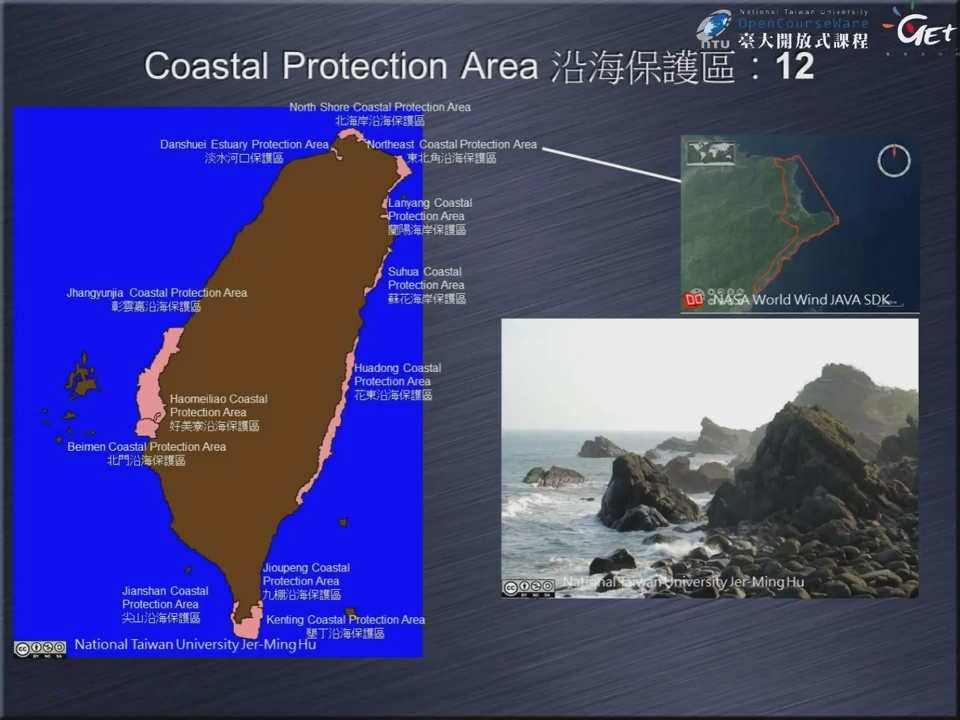 National Taiwan University
OpenCourseWare
NTU 臺大開放式課程
GET
Coastal Protection Area 沿海保護區：12
North Shore Coastal Protection Area
北海岸沿海保護區
Danshuei Estuary Protection Area
淡水河口保護區
Northeast Coastal Protection Area
東北角沿海保護區
Lanyang Coastal
Protection Area
蘭陽海岸保護區
Suhua Coastal
Protection Area
蘇花海岸保護區
Jhangyunjia Coastal Protection Area
彰雲嘉沿海保護區
Huadong Coastal
Protection Area
花東沿海保護區
Haomeiliao Coastal
Protection Area
好美寮沿海保護區
Beimen Coastal Protection Area
北門沿海保護區
Jioupeng Coastal
Protection Area
九棚沿海保護區
Jianshan Coastal
Protection Area
尖山沿海保護區
Kenting Coastal Protection Area
墾丁沿海保護區
National Taiwan University Jer-Ming Hu
NASA World Wind JAVA SDK
National Taiwan University Jer-Ming Hu